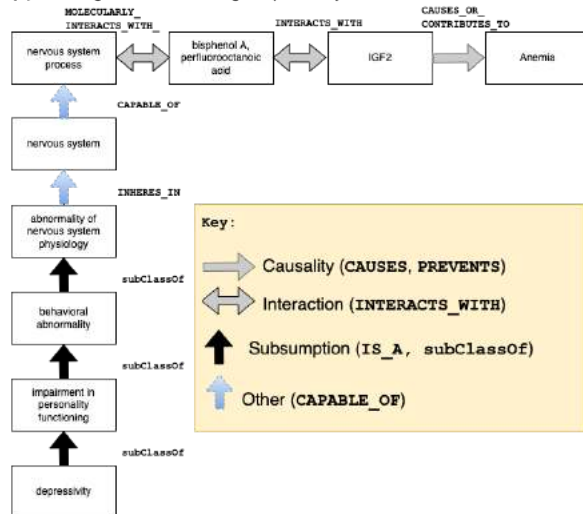 MOLECULARLY_
INTERACTS_WITH_
INTERACTS_WITH
CAUSES_OR_
CONTRIBUTES_TO
nervous system
process
bisphenol A,
perfluorooctanoic
acid
IGF2
Anemia
CAPABLE_OF
nervous system
INHERES_IN
abnormality of
nervous system
physiology
subClassOf
behavioral
abnormality
subClassOf
impairment in
personality
functioning
subClassOf
depressivity
Key:
Causality (CAUSES, PREVENTS)
Interaction (INTERACTS_WITH)
Subsumption (IS_A, subClassOf)
Other (CAPABLE_OF)